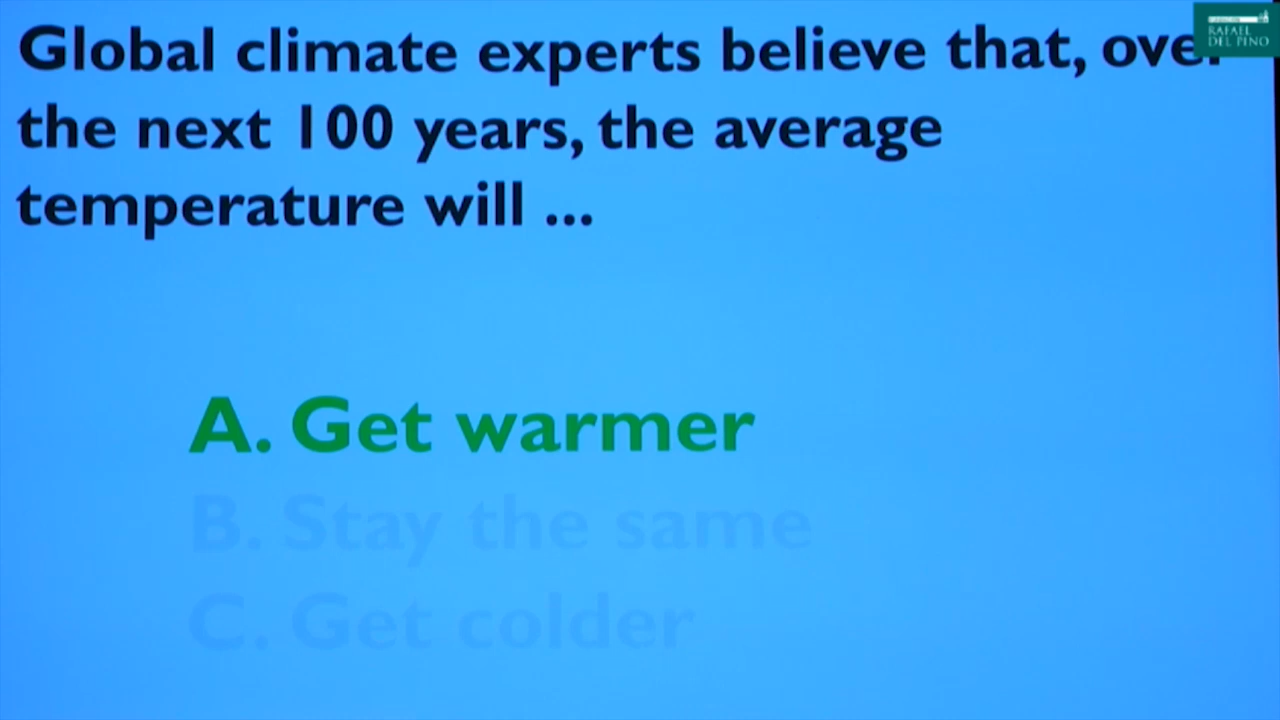 Global climate experts believe that, over
the next 100 years, the average
temperature will ...
A. Get warmer
B. Stay the same
C. Get colder
RAFAEL
DEL PINO